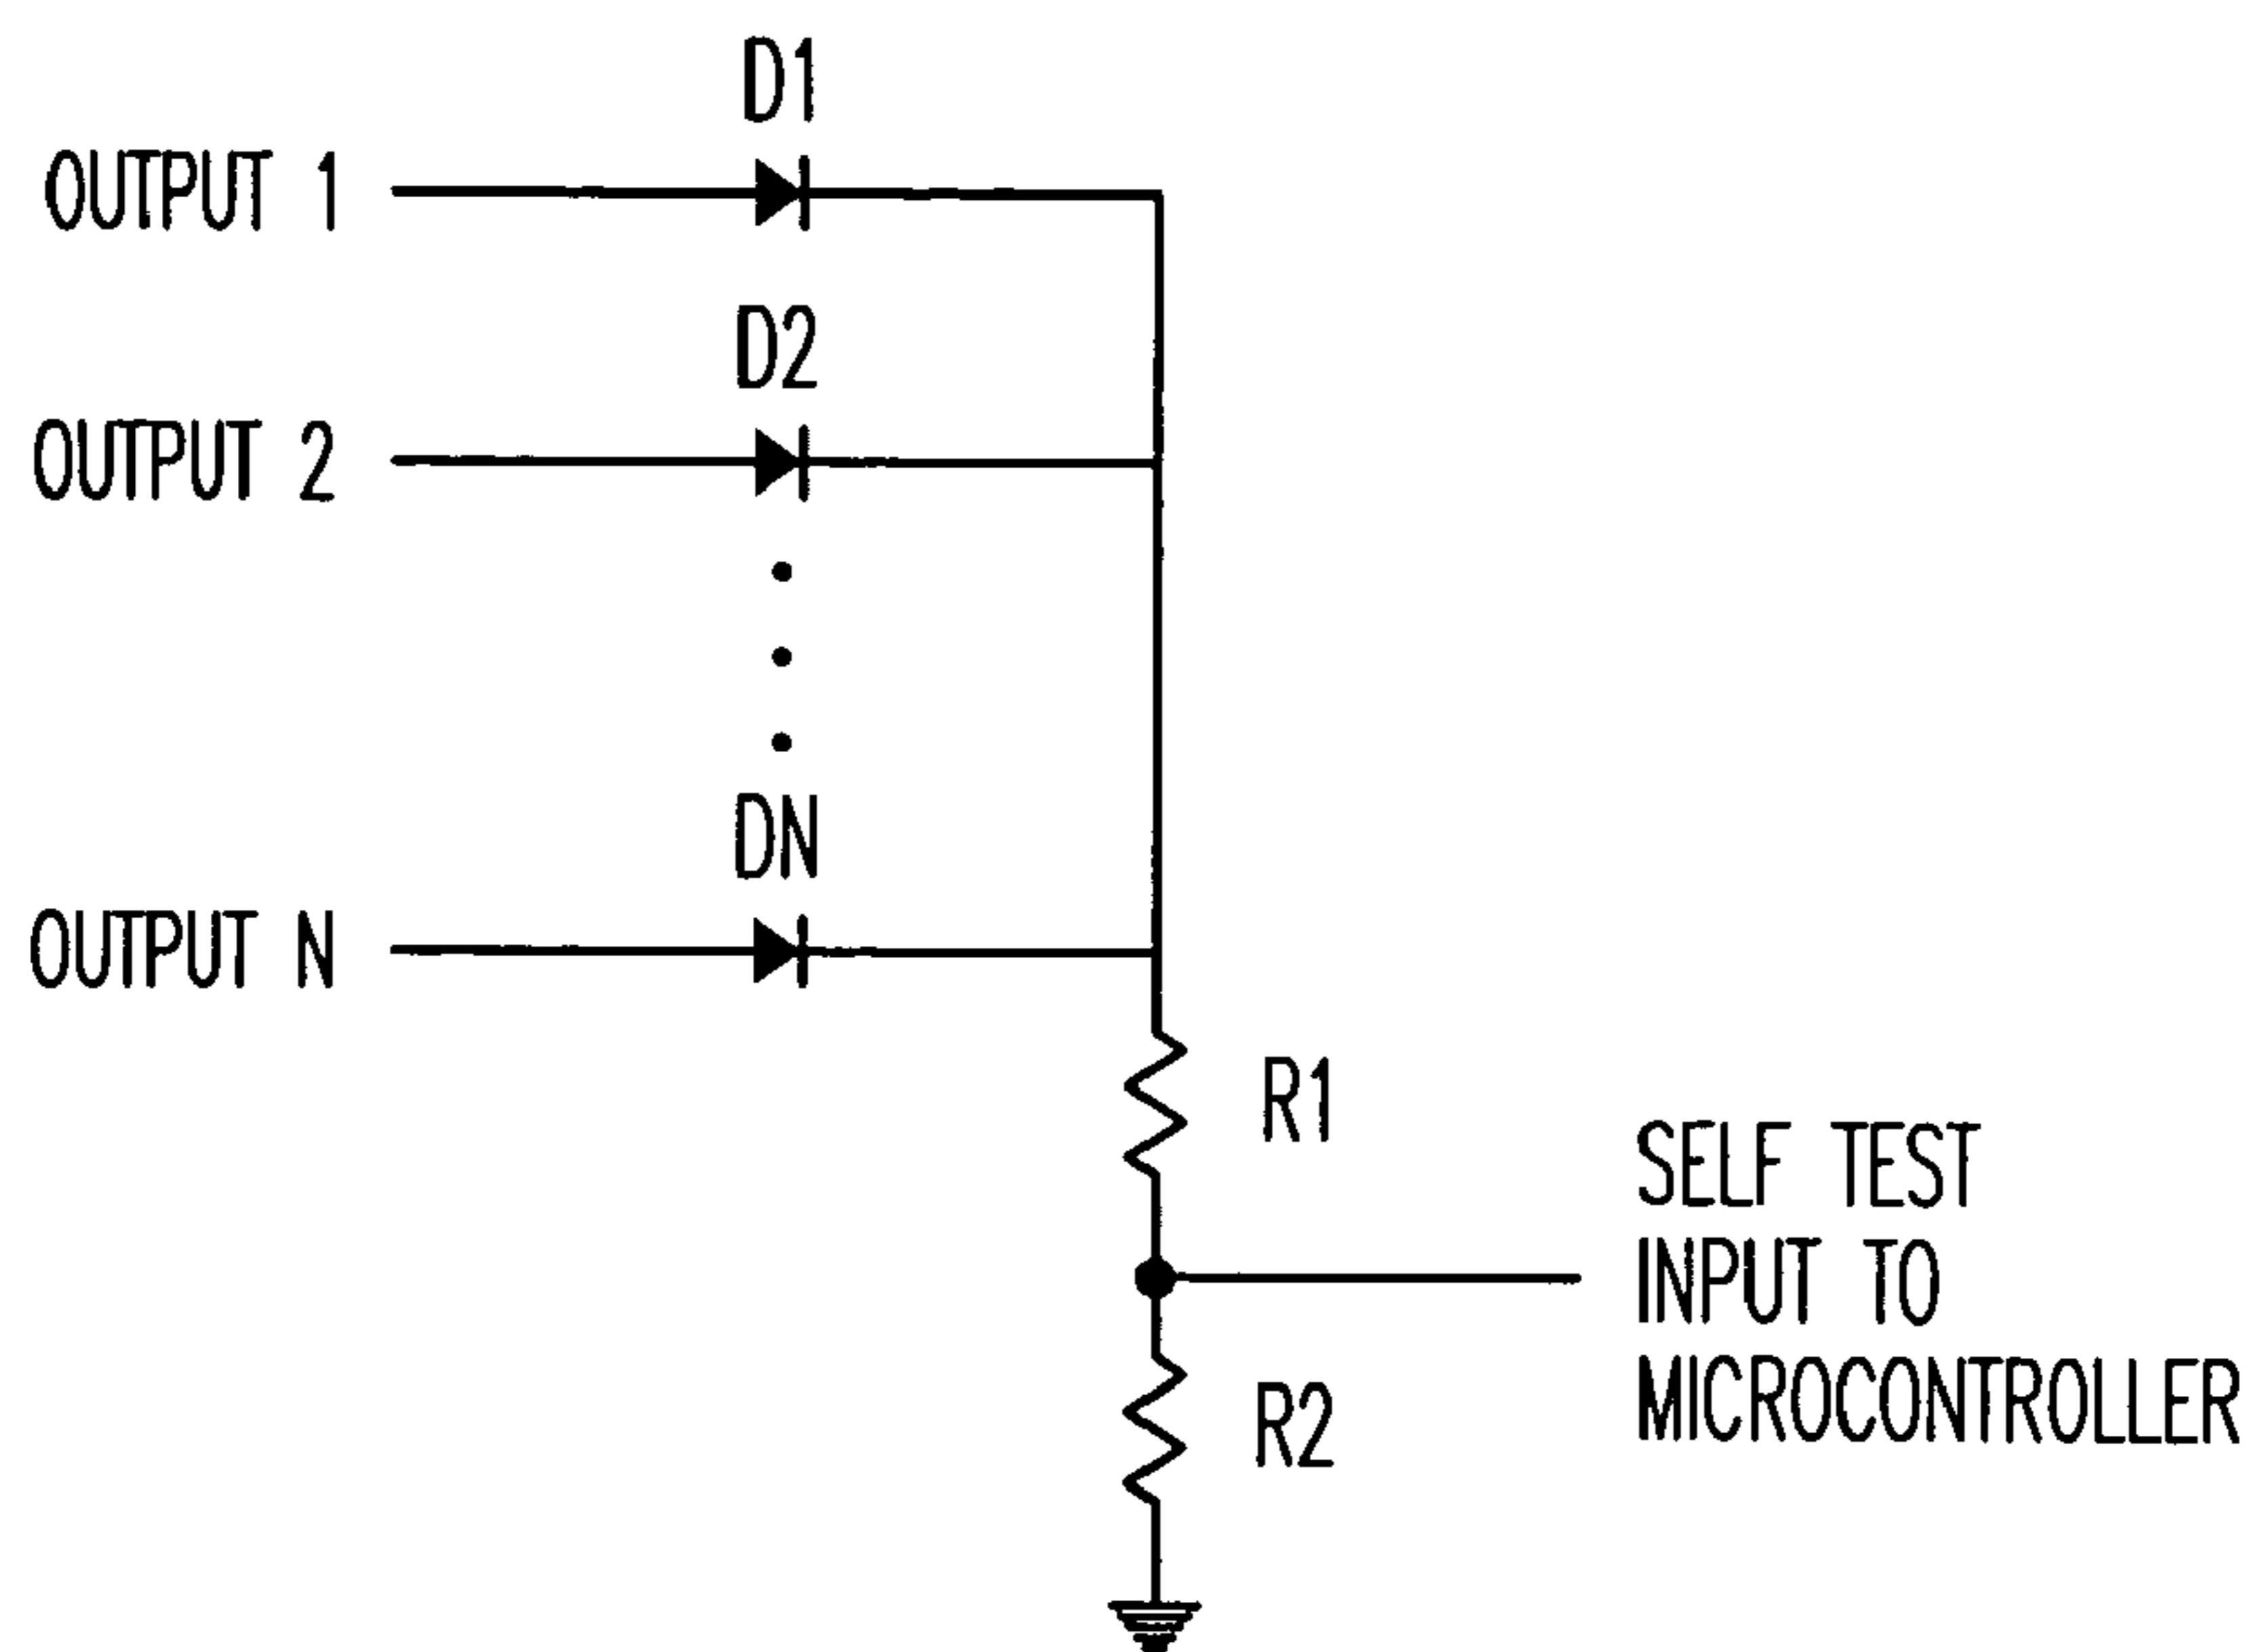 D1
OUTPUT 1
D2
OUTPUT 2
DN
OUTPUT N
R1
SELF TEST
INPUT TO
MICROCONTROLLER
R2